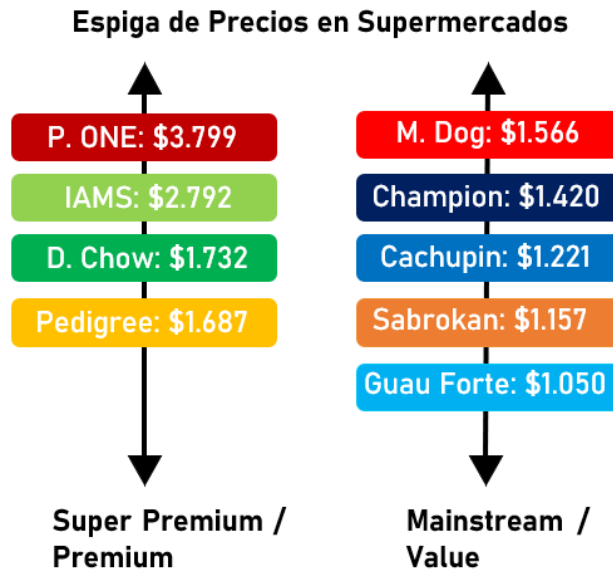 Espiga de Precios en Supermercados
P. ONE: $3.799
IAMS: $2.792
D. Chow: $1.732
Pedigree: $1.687
Super Premium /
Premium
M. Dog: $1.566
Champion: $1.420
Cachupin: $1.221
Sabrokan: $1.157
Guau Forte: $1.050
Mainstream /
Value